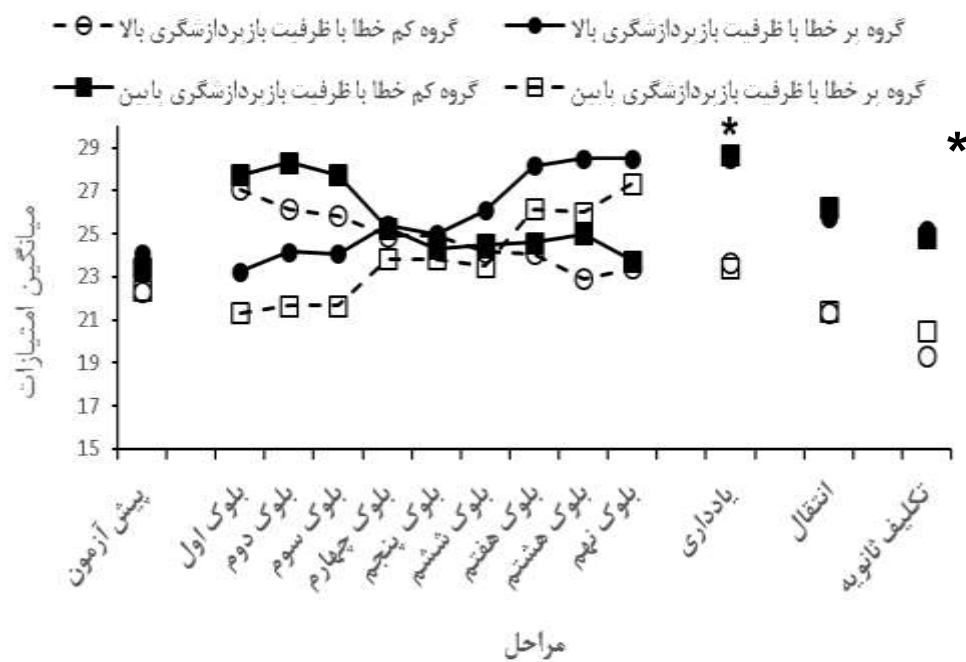 گروه کم خطا با ظرفیت بازپردازشگری بالا
گروه پر خطا با ظرفیت بازپردازشگری بالا
گروه کم خطا با ظرفیت بازپردازشگری پایین
گروه پر خطا با ظرفیت بازپردازشگری پایین
*
*
29
27
25
23
21
19
17
15
میانگین امتیازات
پیش آزمون
بلوک اول
بلوک دوم
بلوک سوم
بلوک چهارم
بلوک پنجم
بلوک ششم
بلوک هفتم
بلوک هشتم
بلوک نهم
یادداری
انتقال
تکلیف ثانویه
مراحل